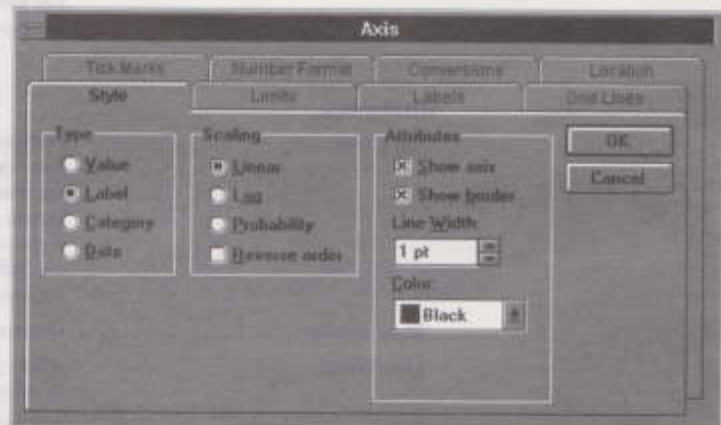 Axis
Tick Marks Number Format Conversions Location
Style Limits Labels Grid Lines
Type
Value
Label
Category
Date
Scaling
Linear
Log
Probability
Reverse order
Attributes
Show axis
Show border
Line Width:
1 pt
Color:
Black
OK
Cancel